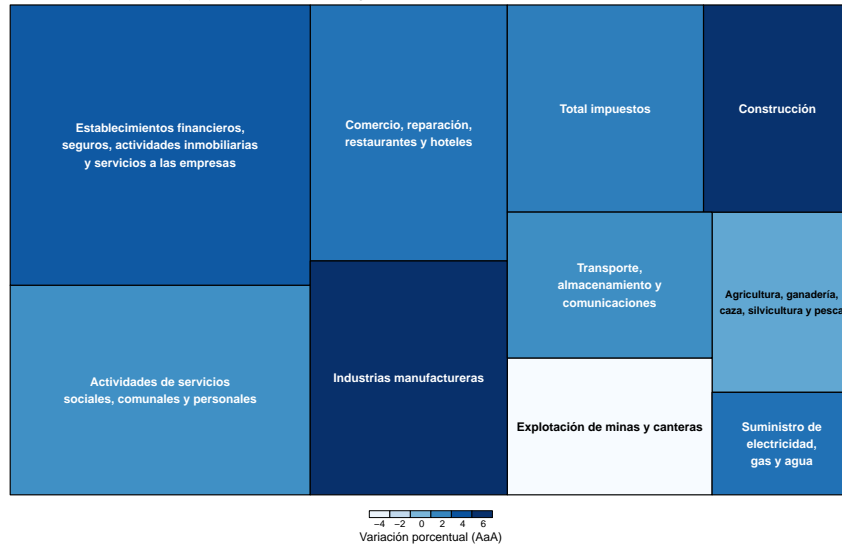 Establecimientos financieros,
seguros, actividades inmobiliarias
y servicios a las empresas
Comercio, reparación,
restaurantes y hoteles
Total impuestos
Construcción
Transporte,
almacenamiento y
comunicaciones
Agricultura, ganadería,
caza, silvicultura y pesca
Actividades de servicios
sociales, comunales y personales
Industrias manufactureras
Explotación de minas y canteras
Suministro de
electricidad,
gas y agua
−4 −2 0 2 4 6
Variación porcentual (AaA)